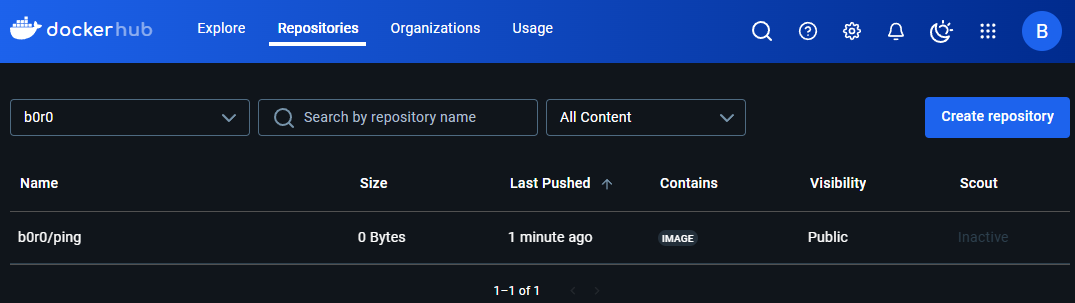 dockerhub Explore Repositories Organizations Usage B
b0r0 Search by repository name All Content Create repository
Name Size Last Pushed Contains Visibility Scout
b0r0/ping 0 Bytes 1 minute ago IMAGE Public Inactive
1–1 of 1